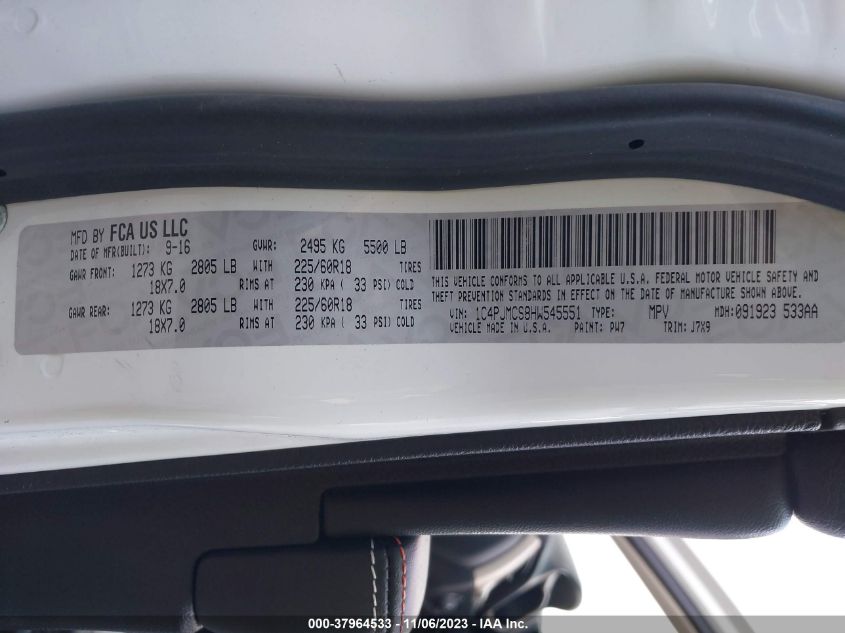 MFD BY FCA US LLC
DATE OF MFR(BUILT): 9-16 GVWR: 2495 KG 5500 LB
GAWR FRONT: 1273 KG 2805 LB WITH 225/60R18 TIRES
18X7.0 RIMS AT 230 KPA ( 33 PSI) COLD
GAWR REAR: 1273 KG 2805 LB WITH 225/60R18 TIRES
18X7.0 RIMS AT 230 KPA ( 33 PSI) COLD
THIS VEHICLE CONFORMS TO ALL APPLICABLE U.S.A. FEDERAL MOTOR VEHICLE SAFETY AND
THEFT PREVENTION STANDARDS IN EFFECT ON THE DATE OF MANUFACTURE SHOWN ABOVE.
VIN: 1C4PJMCS8HW545551 TYPE: MPV MDH: 091923 533AA
VEHICLE MADE IN U.S.A. PAINT: PW7 TRIM: J7X9
000-37964533 - 11/06/2023 - IAA Inc.